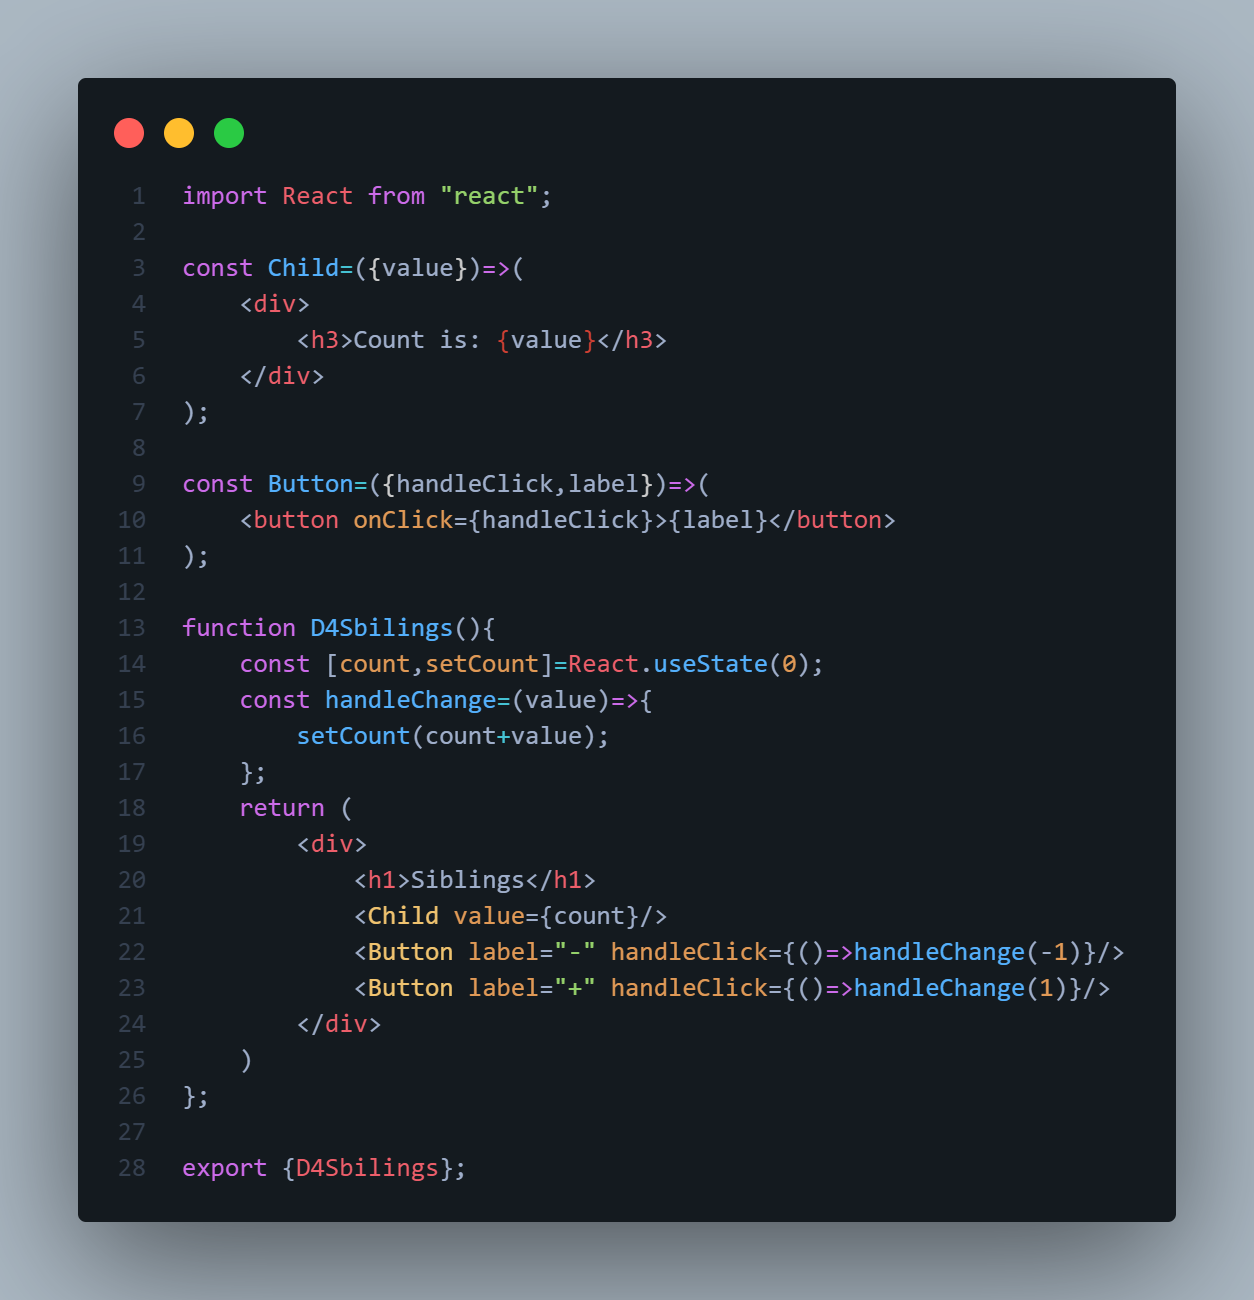 1 import React from "react";
2
3 const Child=({value})=>(
4     <div>
5         <h3>Count is: {value}</h3>
6     </div>
7 );
8
9 const Button=({handleClick,label})=>(
10     <button onClick={handleClick}>{label}</button>
11 );
12
13 function D4Sbilings(){
14     const [count,setCount]=React.useState(0);
15     const handleChange=(value)=>{
16         setCount(count+value);
17     };
18     return (
19         <div>
20             <h1>Siblings</h1>
21             <Child value={count}/>
22             <Button label="-" handleClick={()=>handleChange(-1)}/>
23             <Button label="+" handleClick={()=>handleChange(1)}/>
24         </div>
25     )
26 };
27
28 export {D4Sbilings};